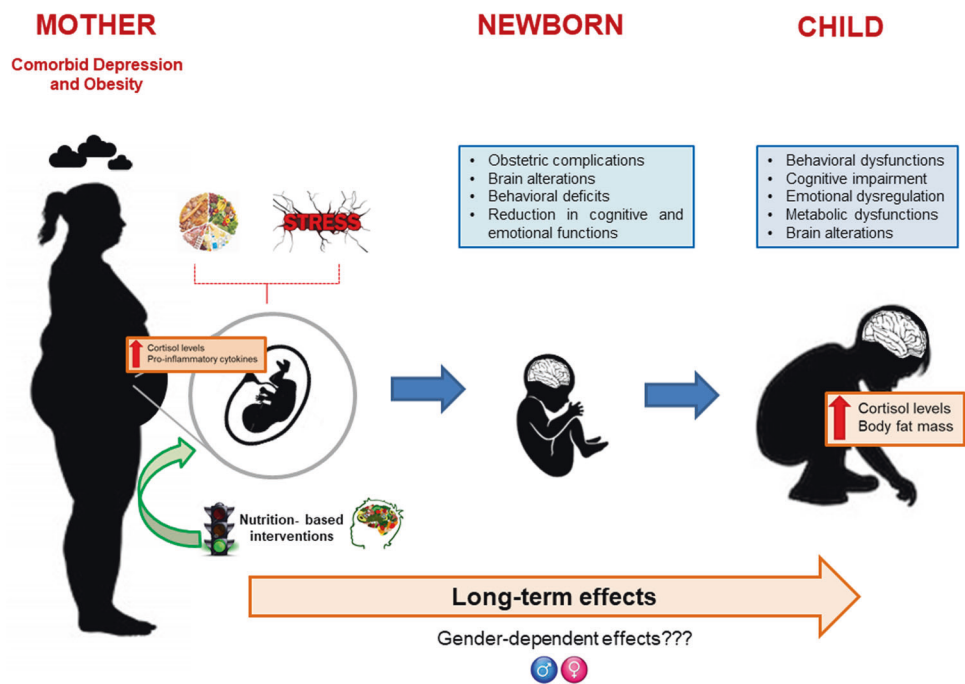 MOTHER
Comorbid Depression
and Obesity
NEWBORN
CHILD
• Obstetric complications
• Brain alterations
• Behavioral deficits
• Reduction in cognitive and
emotional functions
• Behavioral dysfunctions
• Cognitive impairment
• Emotional dysregulation
• Metabolic dysfunctions
• Brain alterations
STRESS
Cortisol levels
Pro-inflammatory cytokines
Cortisol levels
Body fat mass
Nutrition- based
interventions
Long-term effects
Gender-dependent effects???